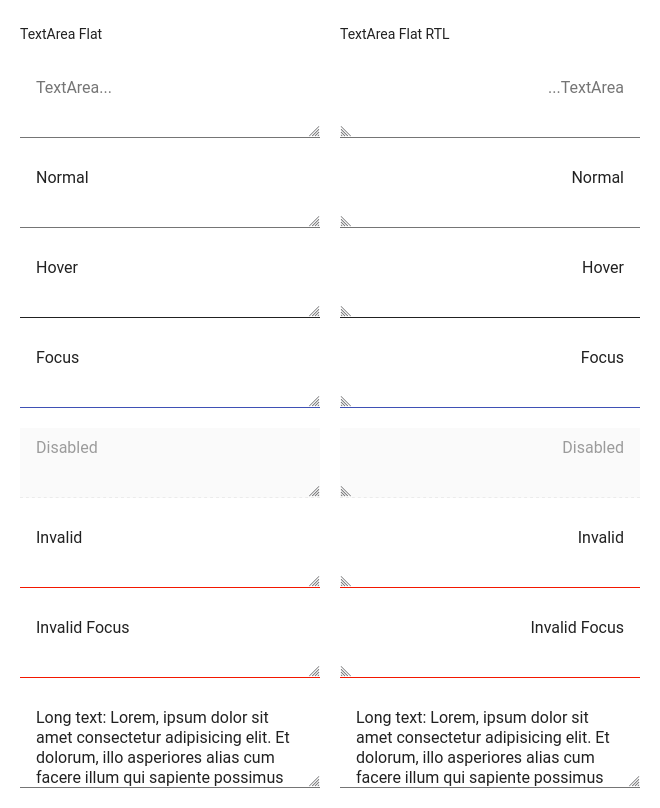 TextArea Flat
TextArea Flat RTL
TextArea...
...TextArea
Normal
Normal
Hover
Hover
Focus
Focus
Disabled
Disabled
Invalid
Invalid
Invalid Focus
Invalid Focus
Long text: Lorem, ipsum dolor sit
amet consectetur adipisicing elit. Et
dolorum, illo asperiores alias cum
facere illum qui sapiente possimus
Long text: Lorem, ipsum dolor sit
amet consectetur adipisicing elit. Et
dolorum, illo asperiores alias cum
facere illum qui sapiente possimus